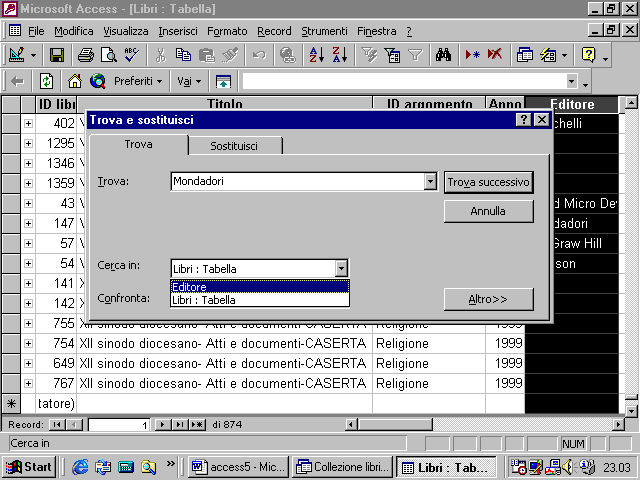 Microsoft Access - [Libri : Tabella]
File Modifica Visualizza Inserisci Formato Record Strumenti Finestra ?
Preferiti Vai
ID libr Titolo ID argomento Anno Editore
Trova e sostituisci
Trova Sostituisci
Trova: Mondadori Trova successivo
Annulla
Cerca in: Libri : Tabella
Editore
Libri : Tabella
Confronta: Altro>>
402 chelli
1295
1346
1359
43 d Micro De
147 dadori
57 Graw Hill
54 son
141
142
755 XII sinodo diocesano- Atti e documenti-CASERTA Religione 1999
754 XII sinodo diocesano- Atti e documenti-CASERTA Religione 1999
649 XII sinodo diocesano- Atti e documenti-CASERTA Religione 1999
767 XII sinodo diocesano- Atti e documenti-CASERTA Religione 1999
tatore)
Record: 1 di 874
Cerca in NUM
Start access5 - Mic... Collezione libri... Libri : Tab... 23.03